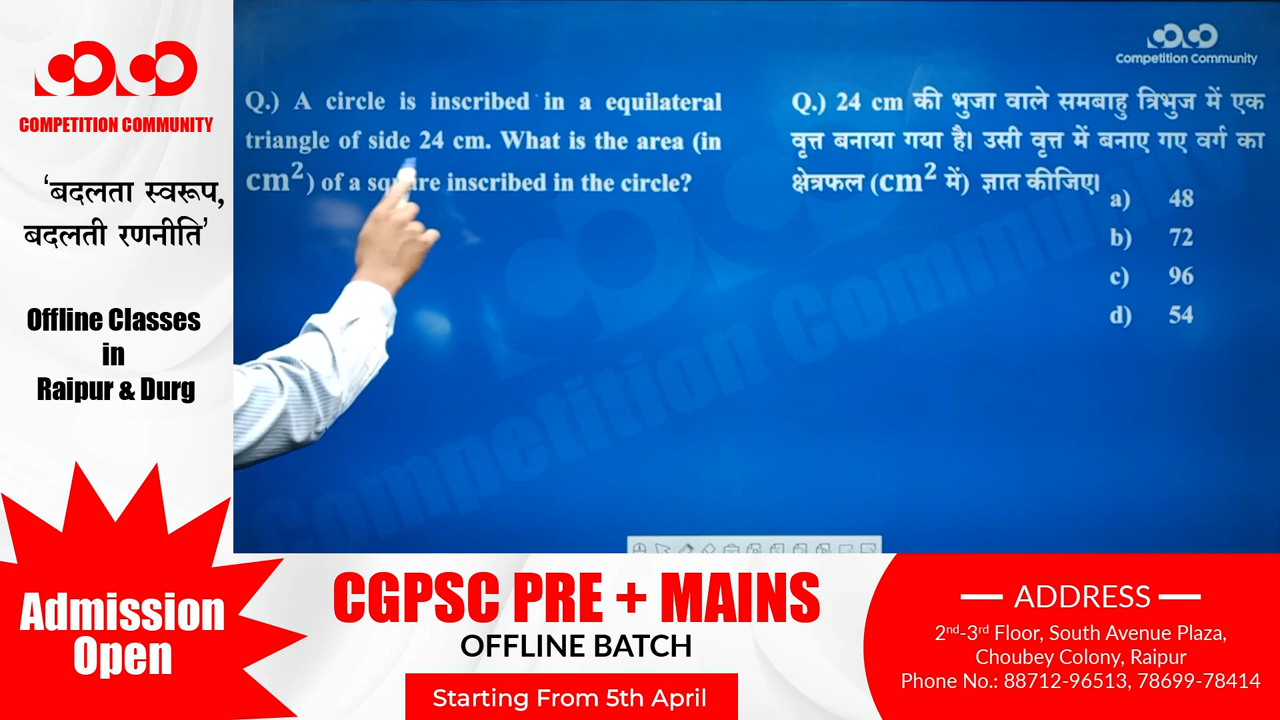 COMPETITION COMMUNITY
‘बदलता स्वरूप,
बदलती रणनीति’
Offline Classes
in
Raipur & Durg
Admission
Open
Competition Community
Q.) A circle is inscribed in a equilateral
triangle of side 24 cm. What is the area (in
cm²) of a square inscribed in the circle?
Q.) 24 cm की भुजा वाले समबाहु त्रिभुज में एक
वृत्त बनाया गया है। उसी वृत्त में बनाए गए वर्ग का
क्षेत्रफल (cm² में) ज्ञात कीजिए।
a) 48
b) 72
c) 96
d) 54
Competition Community
CGPSC PRE + MAINS
OFFLINE BATCH
Starting From 5th April
ADDRESS
2nd-3rd Floor, South Avenue Plaza,
Choubey Colony, Raipur
Phone No.: 88712-96513, 78699-78414